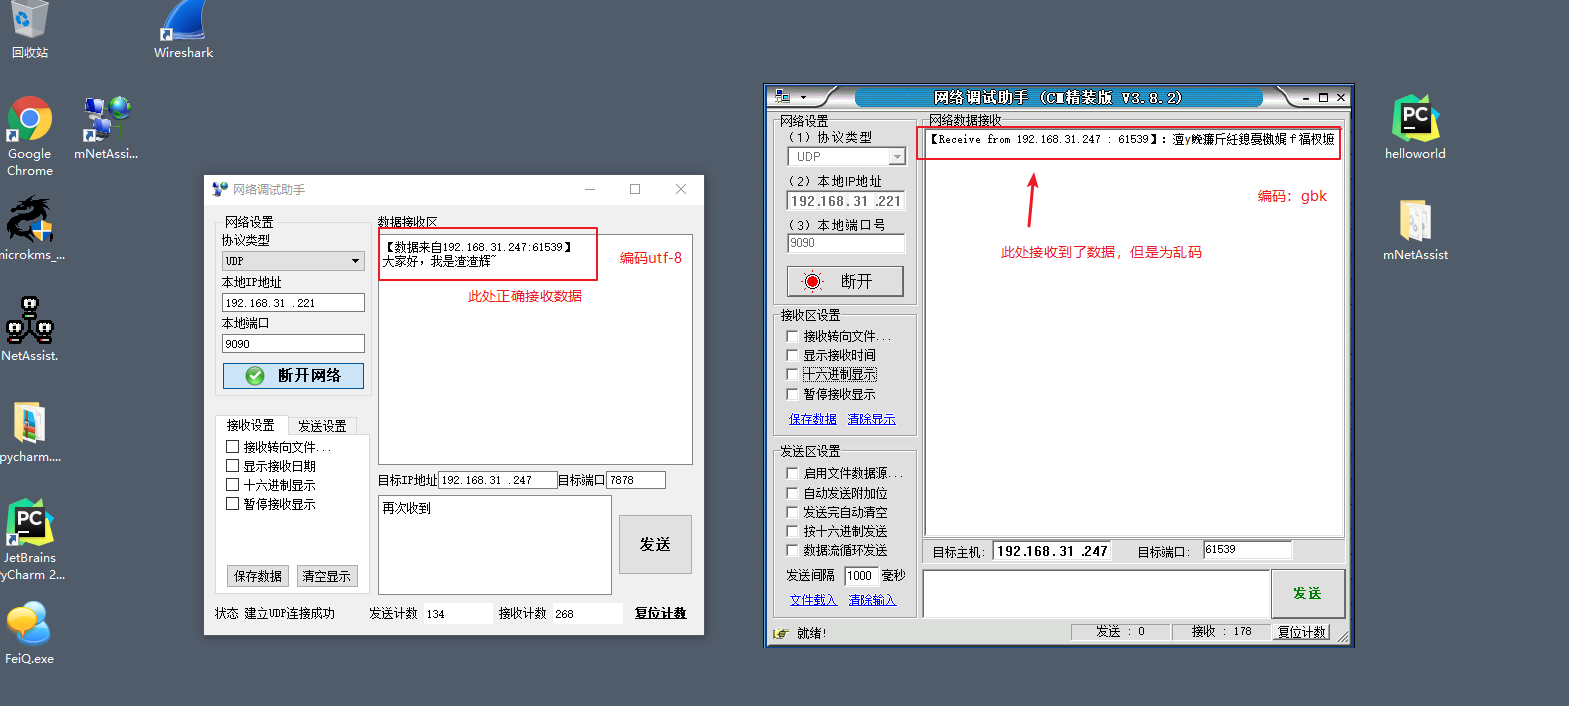 回收站
Wireshark
Google
Chrome
mNetAssi...
microkms_...
NetAssist.
pycharm....
JetBrains
PyCharm 2...
FeiQ.exe
网络调试助手
网络设置
协议类型
UDP
本地IP地址
192.168.31 .221
本地端口
9090
断开网络
接收设置
发送设置
接收转向文件...
显示接收日期
十六进制显示
暂停接收显示
保存数据
清空显示
数据接收区
【数据来自192.168.31.247:61539】
大家好，我是渣渣辉~
编码utf-8
此处正确接收数据
目标IP地址 192.168.31 .247 目标端口 7878
再次收到
发送
状态 建立UDP连接成功
发送计数 134
接收计数 268
复位计数
网络调试助手 (C■精装版 V3.8.2)
网络设置
(1) 协议类型
UDP
(2) 本地IP地址
192.168.31 .221
(3) 本地端口号
9090
断开
接收区设置
接收转向文件...
显示接收时间
十六进制显示
暂停接收显示
保存数据 清除显示
发送区设置
启用文件数据源...
自动发送附加位
发送完自动清空
按十六进制发送
数据流循环发送
发送间隔 1000 毫秒
文件载入 清除输入
网络数据接收
【Receive from 192.168.31.247 : 61539】：
编码：gbk
此处接收到了数据，但是为乱码
目标主机: 192.168.31 .247 目标端口: 61539
发送
就绪!
发送 : 0
接收 : 178
复位计数
helloworld
mNetAssist